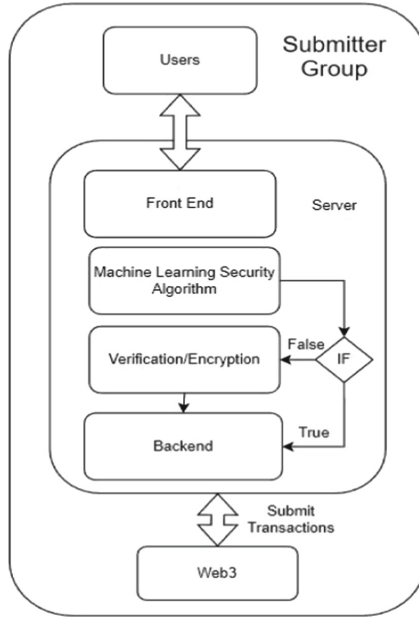 Submitter
Group
Users
Front End
Server
Machine Learning Security
Algorithm
False
IF
Verification/Encryption
True
Backend
Submit
Transactions
Web3